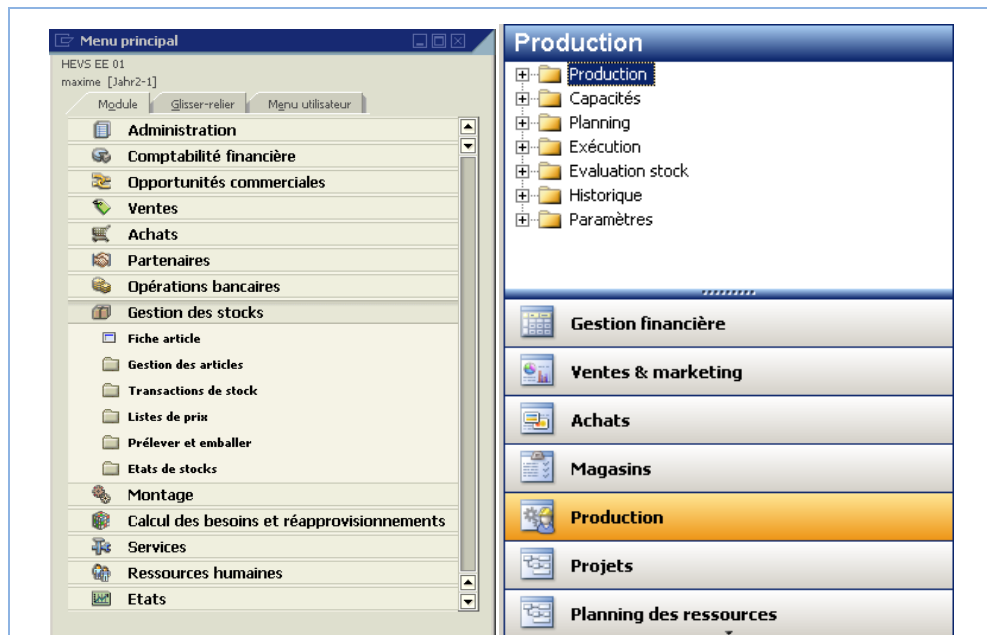 Menu principal
HEVS EE 01
maxime [Jahr2-1]
Module Glisser-relier Menu utilisateur
Administration
Comptabilité financière
Opportunités commerciales
Ventes
Achats
Partenaires
Opérations bancaires
Gestion des stocks
Fiche article
Gestion des articles
Transactions de stock
Listes de prix
Prélever et emballer
Etats de stocks
Montage
Calcul des besoins et réapprovisionnements
Services
Ressources humaines
Etats
Production
Production
Capacités
Planning
Exécution
Evaluation stock
Historique
Paramètres
Gestion financière
Ventes & marketing
Achats
Magasins
Production
Projets
Planning des ressources